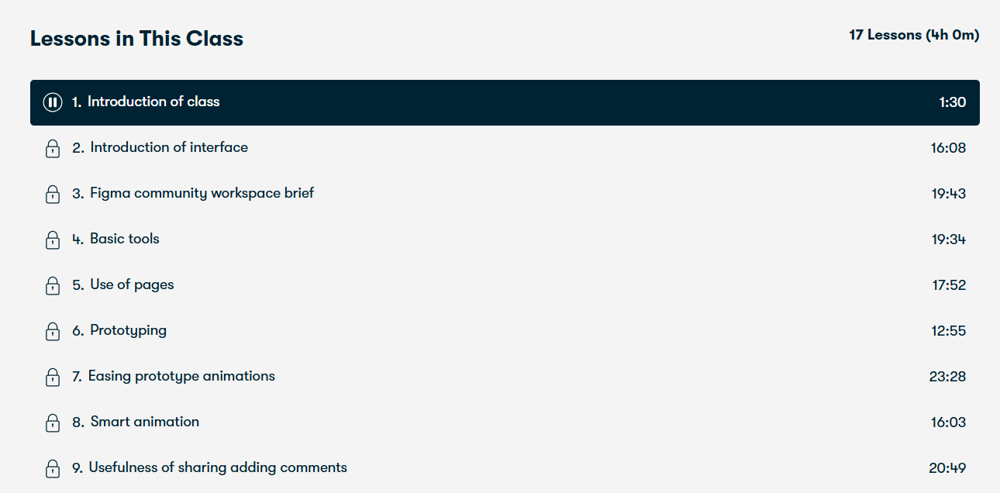 Lessons in This Class
17 Lessons (4h 0m)
1. Introduction of class 1:30
2. Introduction of interface 16:08
3. Figma community workspace brief 19:43
4. Basic tools 19:34
5. Use of pages 17:52
6. Prototyping 12:55
7. Easing prototype animations 23:28
8. Smart animation 16:03
9. Usefulness of sharing adding comments 20:49